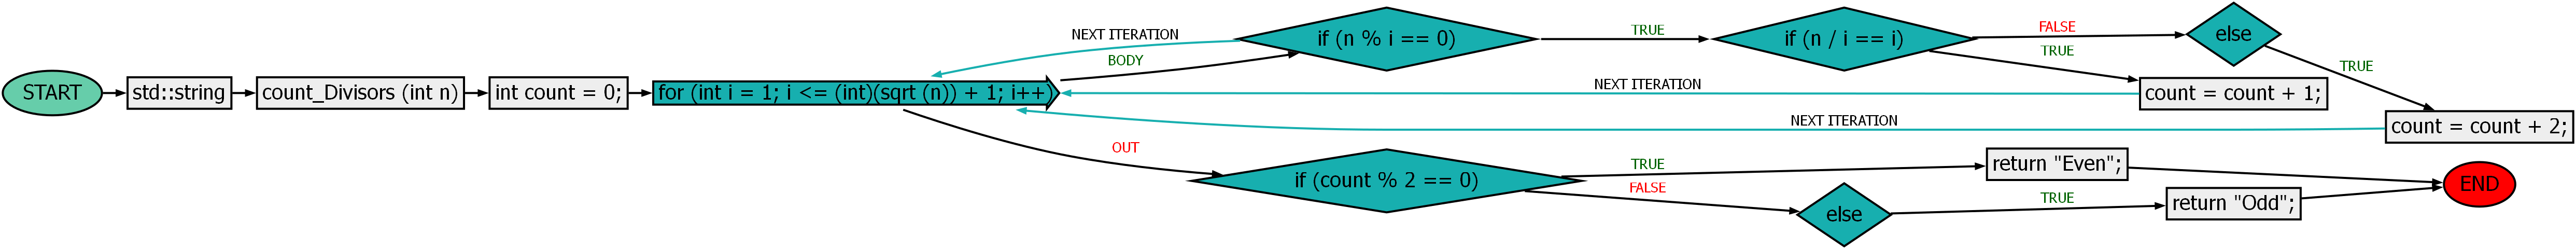 START
std::string
count_Divisors (int n)
int count = 0;
for (int i = 1; i <= (int)(sqrt (n)) + 1; i++)
NEXT ITERATION
BODY
if (n % i == 0)
TRUE
if (n / i == i)
FALSE
TRUE
else
TRUE
NEXT ITERATION
count = count + 1;
NEXT ITERATION
count = count + 2;
OUT
if (count % 2 == 0)
TRUE
FALSE
return "Even";
else
TRUE
return "Odd";
END